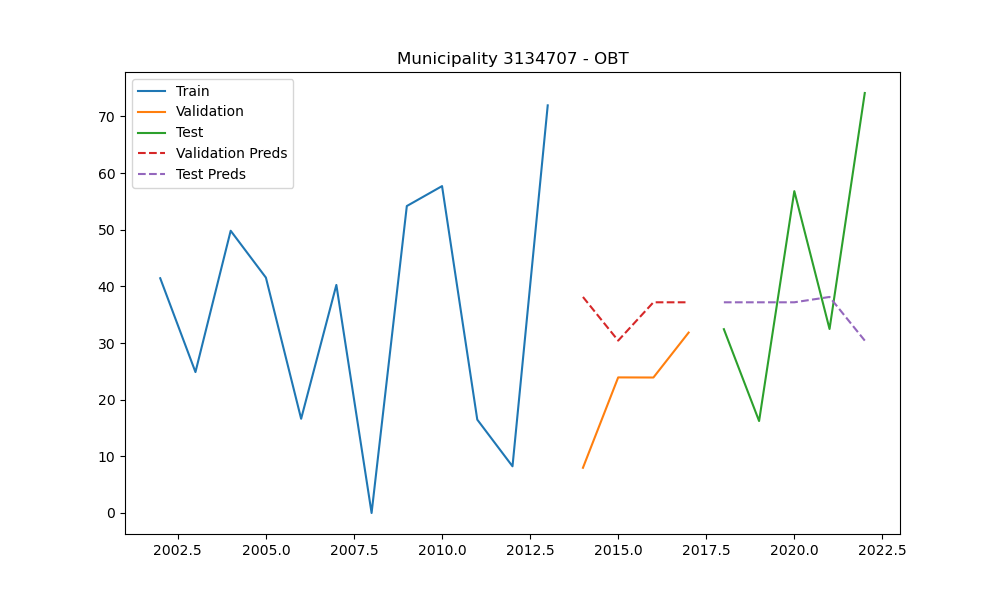 Municipality 3134707 - OBT
Train
Validation
Test
Validation Preds
Test Preds
70
60
50
40
30
20
10
0
2002.5 2005.0 2007.5 2010.0 2012.5 2015.0 2017.5 2020.0 2022.5